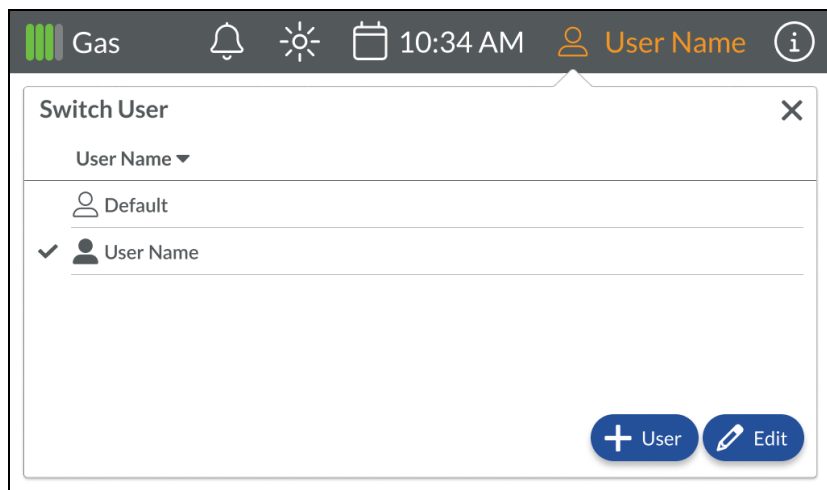 Gas 10:34 AM User Name i
Switch User
User Name
Default
User Name
User Edit